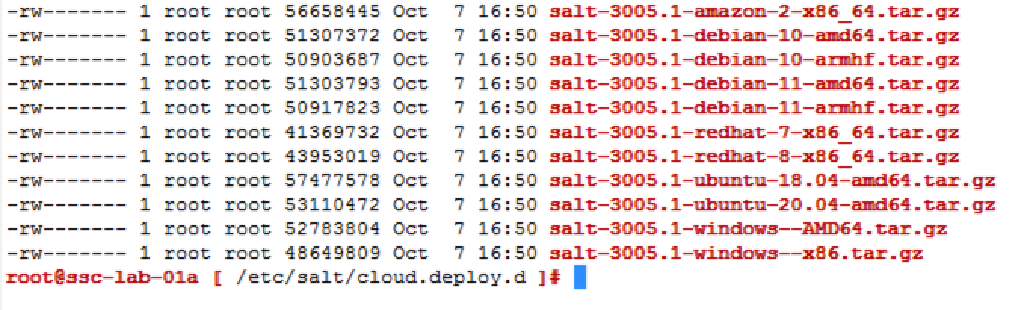 -rw------- 1 root root 56658445 Oct  7 16:50 salt-3005.1-amazon-2-x86_64.tar.gz
-rw------- 1 root root 51307372 Oct  7 16:50 salt-3005.1-debian-10-amd64.tar.gz
-rw------- 1 root root 50903687 Oct  7 16:50 salt-3005.1-debian-10-armhf.tar.gz
-rw------- 1 root root 51303793 Oct  7 16:50 salt-3005.1-debian-11-amd64.tar.gz
-rw------- 1 root root 50917823 Oct  7 16:50 salt-3005.1-debian-11-armhf.tar.gz
-rw------- 1 root root 41369732 Oct  7 16:50 salt-3005.1-redhat-7-x86_64.tar.gz
-rw------- 1 root root 43953019 Oct  7 16:50 salt-3005.1-redhat-8-x86_64.tar.gz
-rw------- 1 root root 57477578 Oct  7 16:50 salt-3005.1-ubuntu-18.04-amd64.tar.gz
-rw------- 1 root root 53110472 Oct  7 16:50 salt-3005.1-ubuntu-20.04-amd64.tar.gz
-rw------- 1 root root 52783804 Oct  7 16:50 salt-3005.1-windows--AMD64.tar.gz
-rw------- 1 root root 48649809 Oct  7 16:50 salt-3005.1-windows--x86.tar.gz
root@ssc-lab-01a [ /etc/salt/cloud.deploy.d ]#